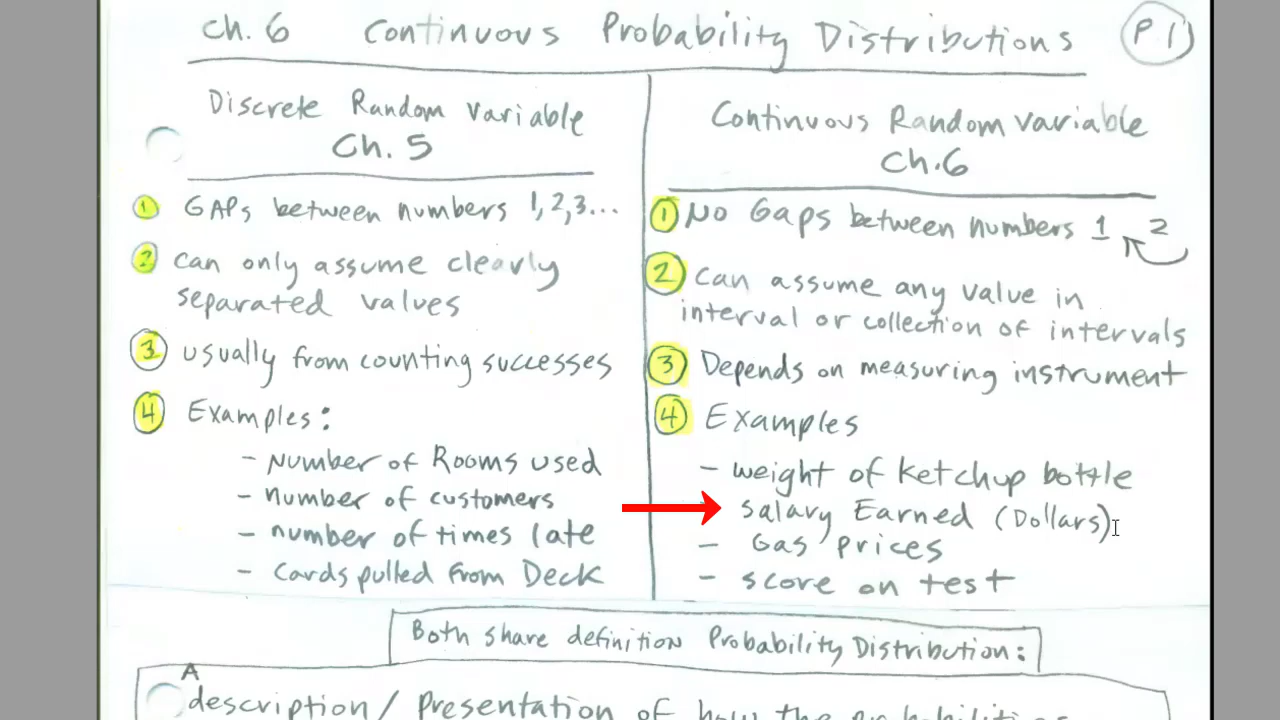 Ch. 6 Continuous Probability Distributions P 1
Discrete Random Variable
Ch. 5
1 GAPs between numbers 1, 2, 3...
2 can only assume clearly
separated values
3 usually from counting successes
4 Examples:
- Number of Rooms used
- number of customers
- number of times late
- Cards pulled from Deck
Continuous Random variable
Ch. 6
1 No Gaps between numbers 1 2
2 can assume any value in
interval or collection of intervals
3 Depends on measuring instrument
4 Examples
- weight of Ketchup bottle
salary Earned (Dollars)
- Gas prices
- score on test
Both share definition Probability Distribution:
A
description / Presentation of how the probabilities